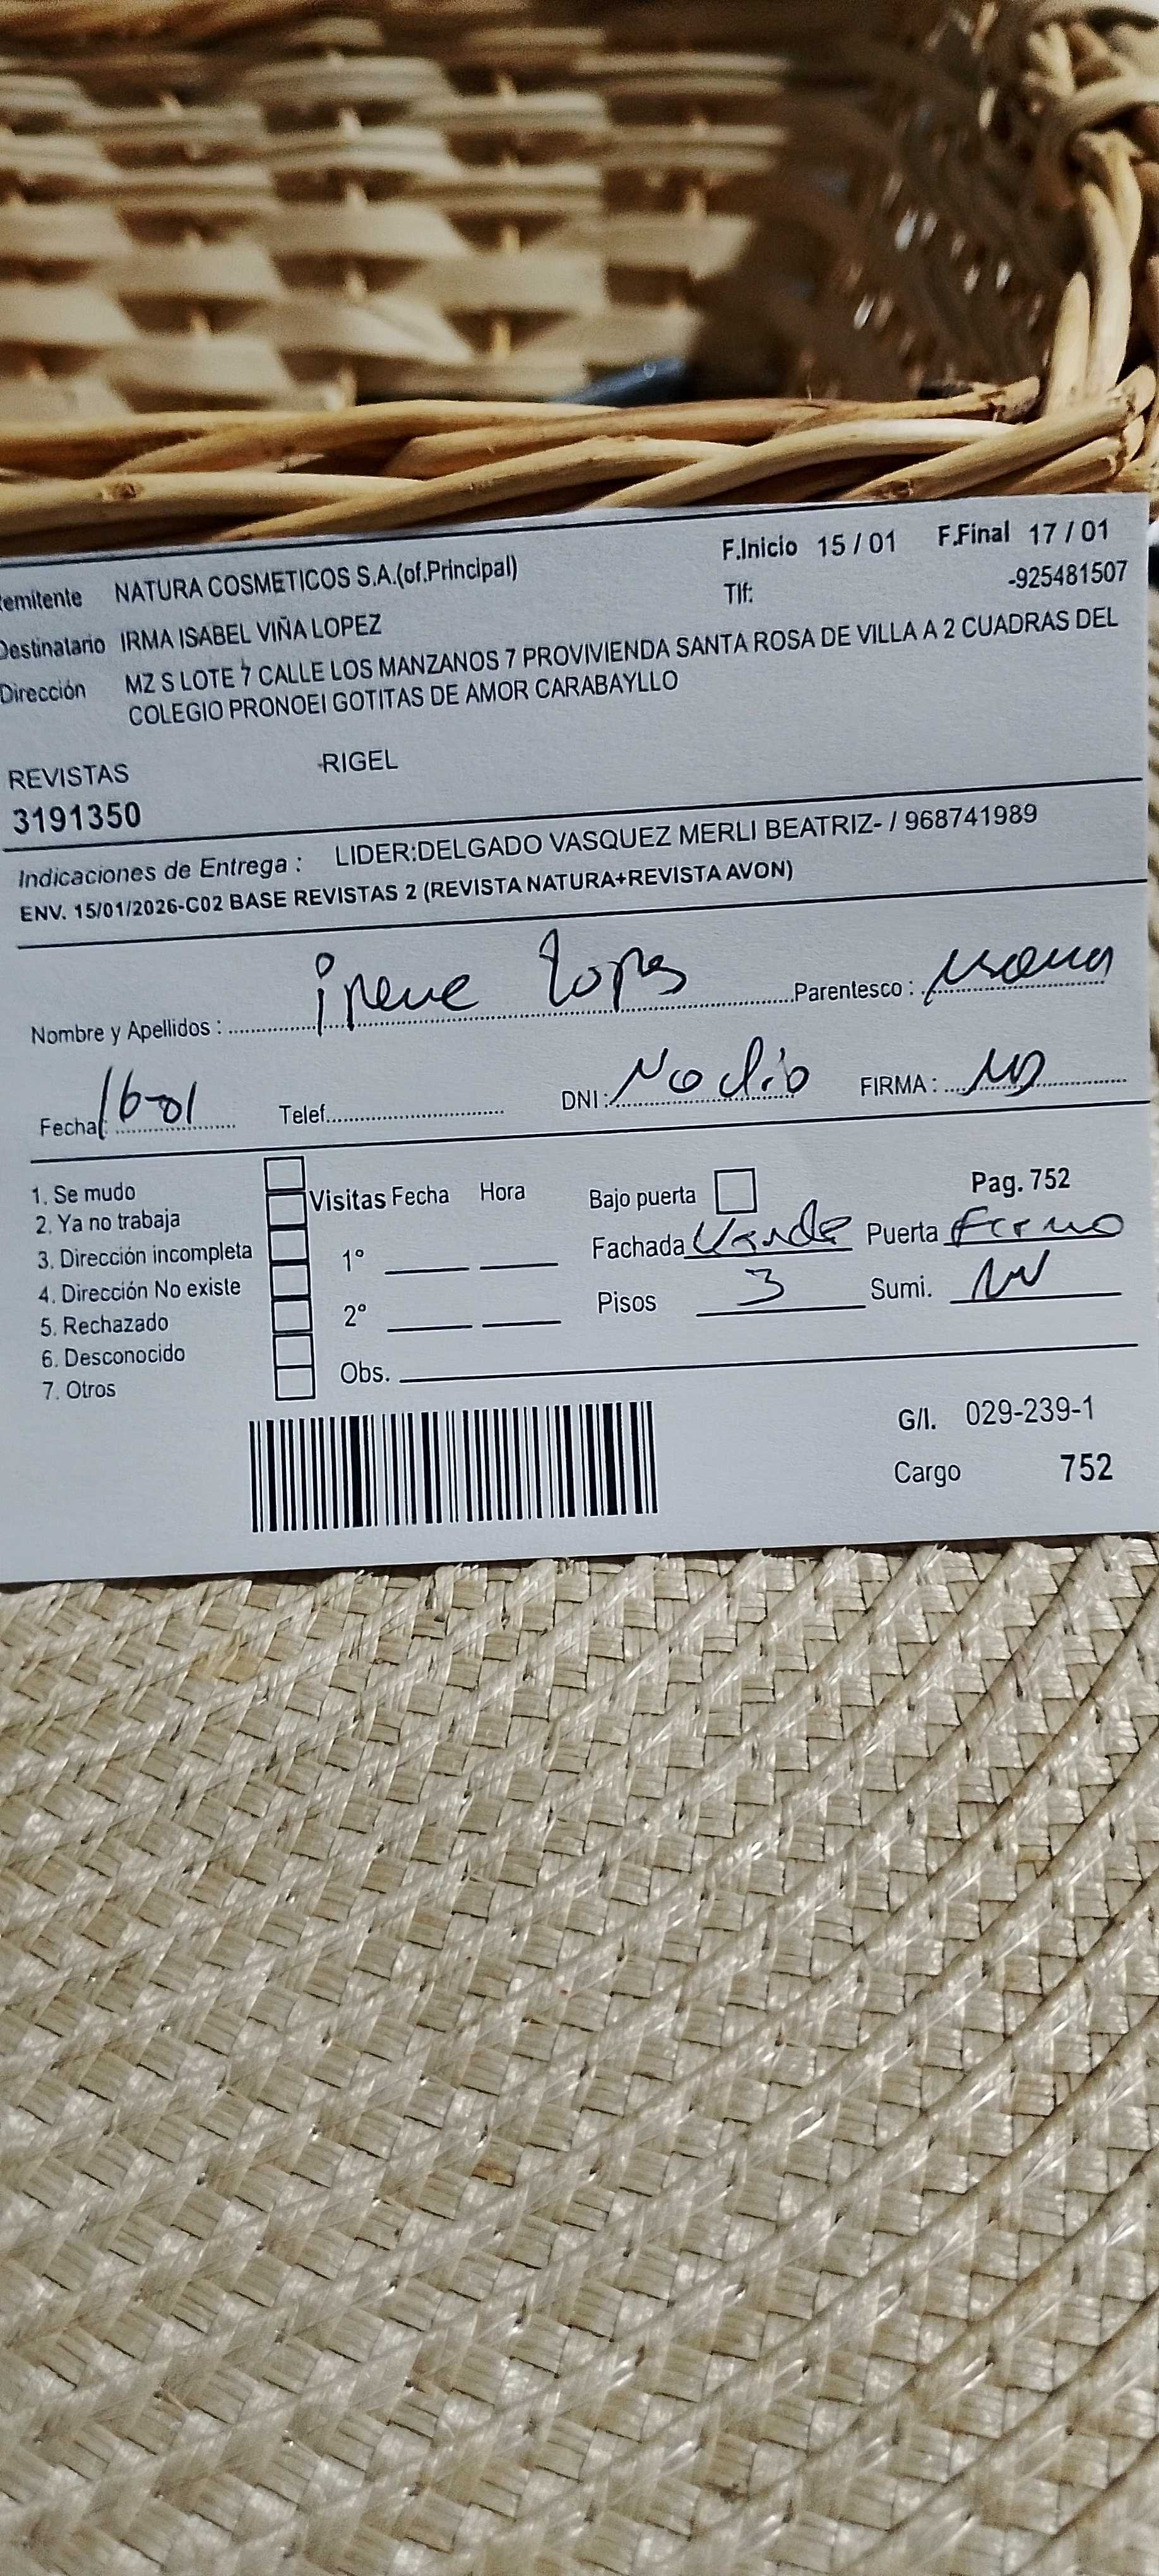 emitente NATURA COSMETICOS S.A.(of.Principal) F.Inicio 15 / 01 F.Final 17 / 01
Tlf: -925481507
Destinatario IRMA ISABEL VIÑA LOPEZ
Dirección MZ S LOTE 7 CALLE LOS MANZANOS 7 PROVIVIENDA SANTA ROSA DE VILLA A 2 CUADRAS DEL
COLEGIO PRONOEI GOTITAS DE AMOR CARABAYLLO
REVISTAS -RIGEL
3191350
Indicaciones de Entrega : LIDER:DELGADO VASQUEZ MERLI BEATRIZ- / 968741989
ENV. 15/01/2026-C02 BASE REVISTAS 2 (REVISTA NATURA+REVISTA AVON)
Nombre y Apellidos : Irene Lopes Parentesco :
Fecha: 16-01 Telef. DNI: No dio FIRMA :
1. Se mudo
2. Ya no trabaja
3. Dirección incompleta
4. Dirección No existe
5. Rechazado
6. Desconocido
7. Otros
Visitas Fecha Hora
1°
2°
Obs.
Bajo puerta Pag. 752
Fachada Verde Puerta Fierro
Pisos 3 Sumi.
G/I. 029-239-1
Cargo 752